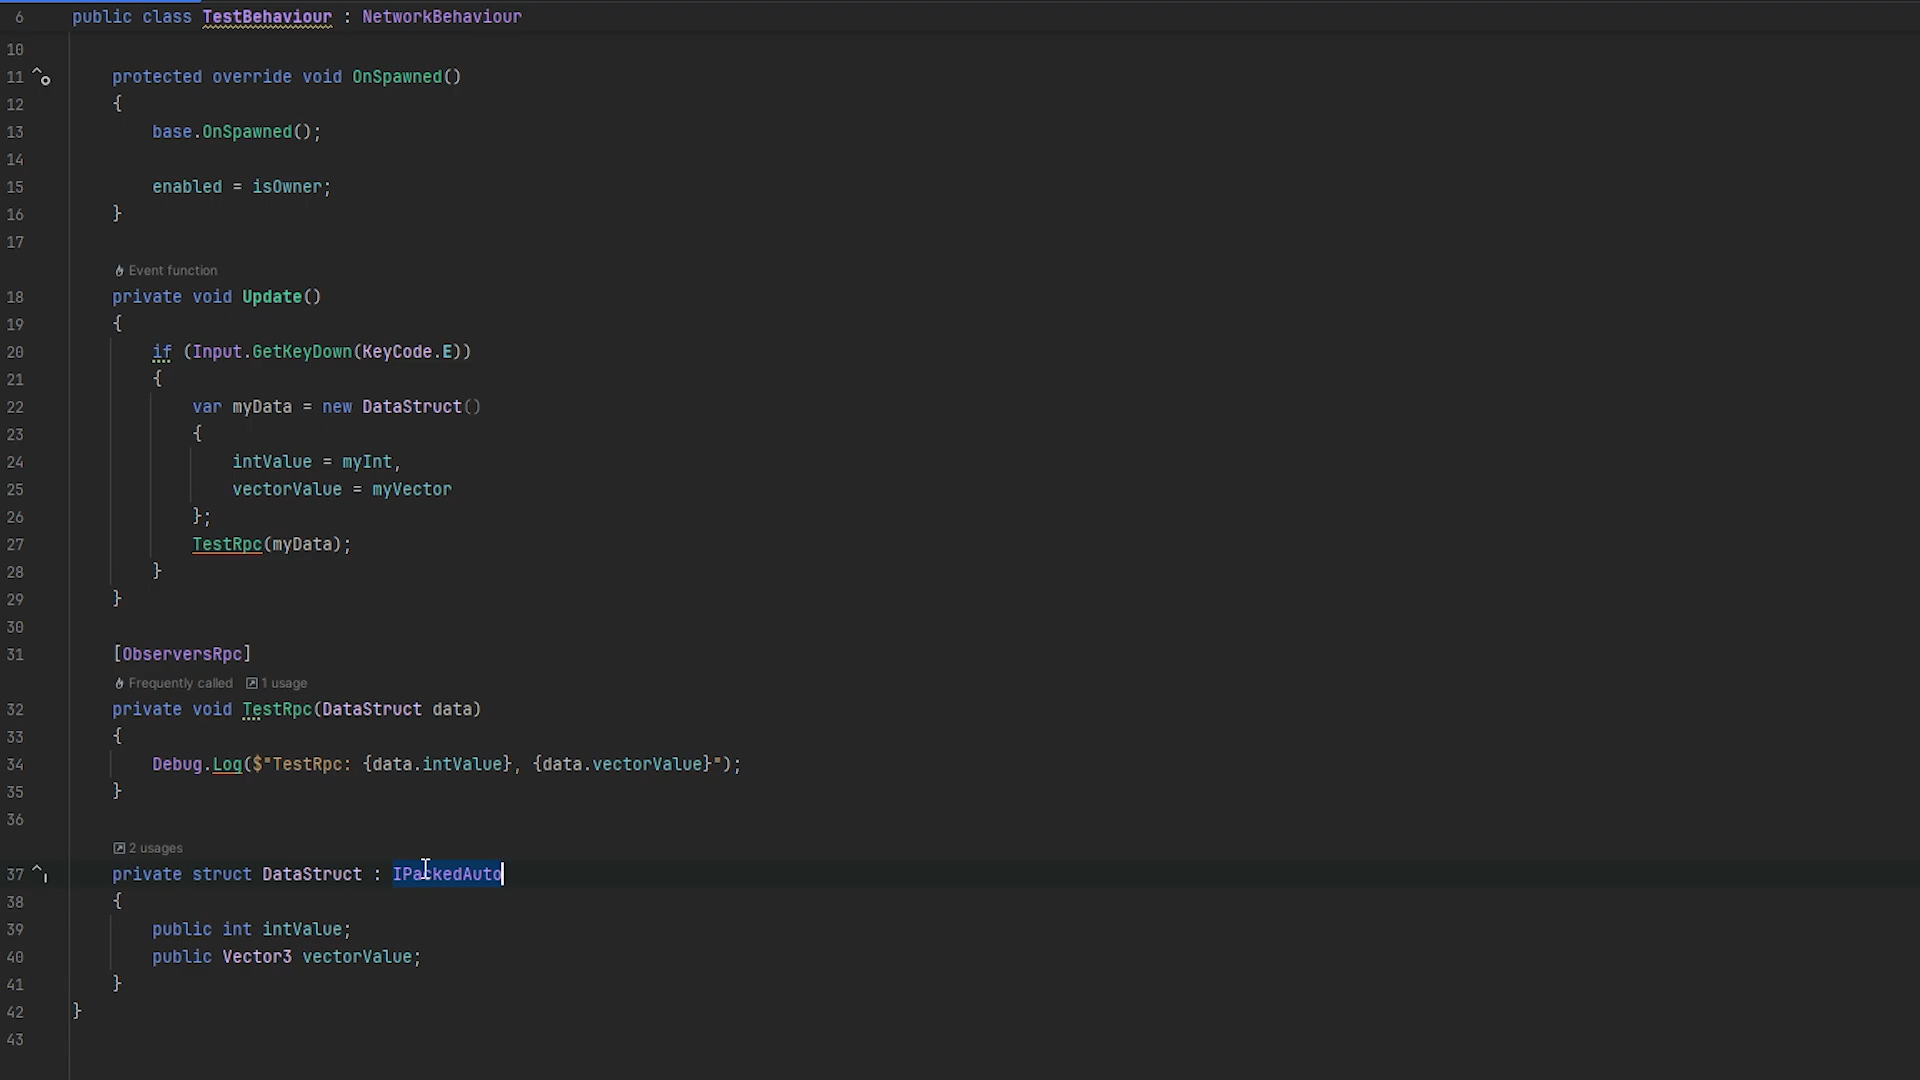 6 public class TestBehaviour : NetworkBehaviour
10
11 protected override void OnSpawned()
12 {
13 base.OnSpawned();
14
15 enabled = isOwner;
16 }
17
Event function
18 private void Update()
19 {
20 if (Input.GetKeyDown(KeyCode.E))
21 {
22 var myData = new DataStruct()
23 {
24 intValue = myInt,
25 vectorValue = myVector
26 };
27 TestRpc(myData);
28 }
29 }
30
31 [ObserversRpc]
Frequently called 1 usage
32 private void TestRpc(DataStruct data)
33 {
34 Debug.Log($"TestRpc: {data.intValue}, {data.vectorValue}");
35 }
36
2 usages
37 private struct DataStruct : IPackedAuto
38 {
39 public int intValue;
40 public Vector3 vectorValue;
41 }
42 }
43